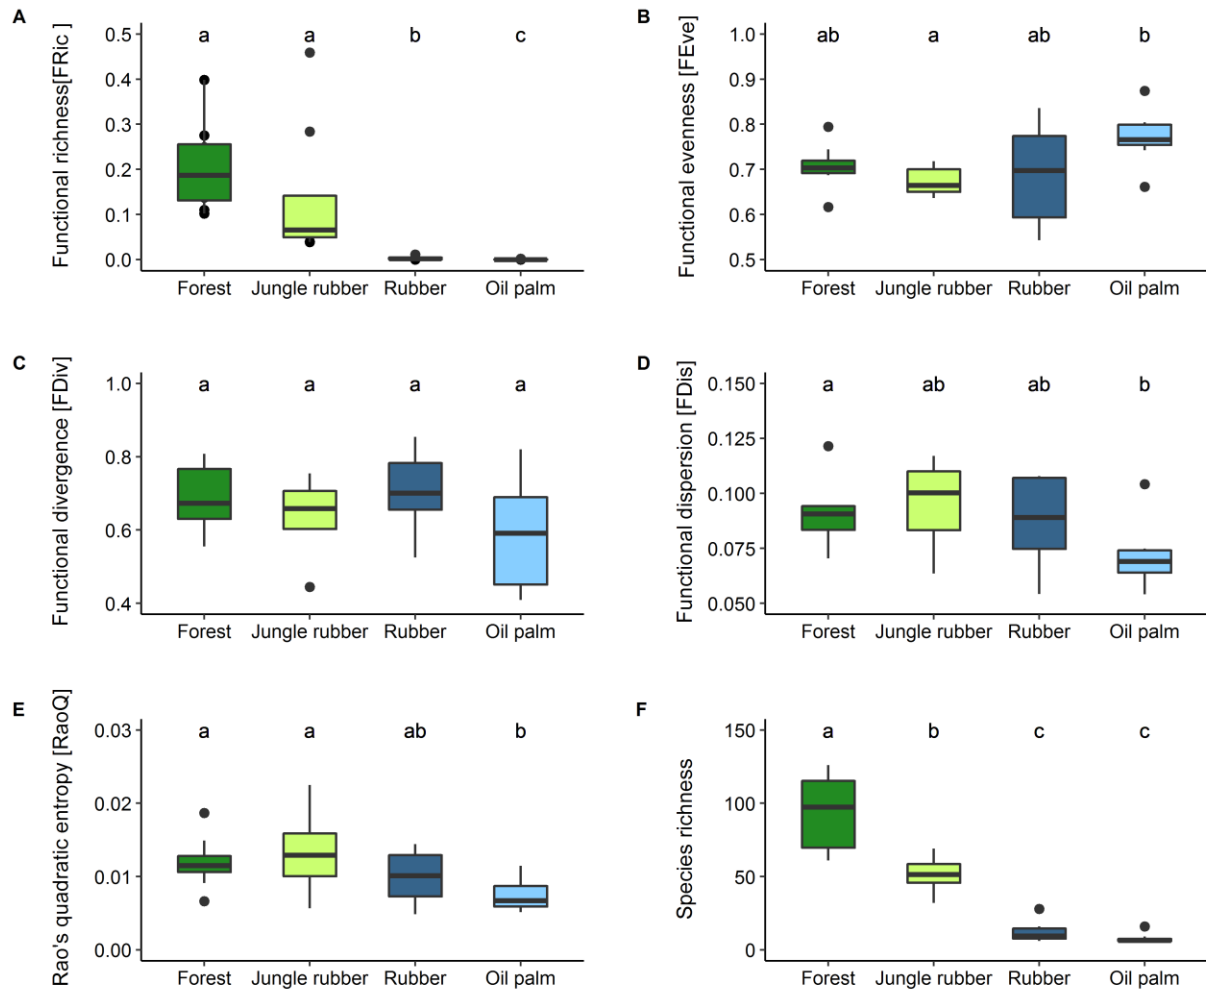 A
Functional richness[FRic ]
0.5
0.4
0.3
0.2
0.1
0.0
a a b c
Forest Jungle rubber Rubber Oil palm
B
Functional evenness [FEve]
1.0
0.9
0.8
0.7
0.6
0.5
ab a ab b
Forest Jungle rubber Rubber Oil palm
C
Functional divergence [FDiv]
1.0
0.8
0.6
0.4
a a a a
Forest Jungle rubber Rubber Oil palm
D
Functional dispersion [FDis]
0.150
0.125
0.100
0.075
0.050
a ab ab b
Forest Jungle rubber Rubber Oil palm
E
Rao's quadratic entropy [RaoQ]
0.03
0.02
0.01
0.00
a a ab b
Forest Jungle rubber Rubber Oil palm
F
Species richness
150
100
50
0
a b c c
Forest Jungle rubber Rubber Oil palm